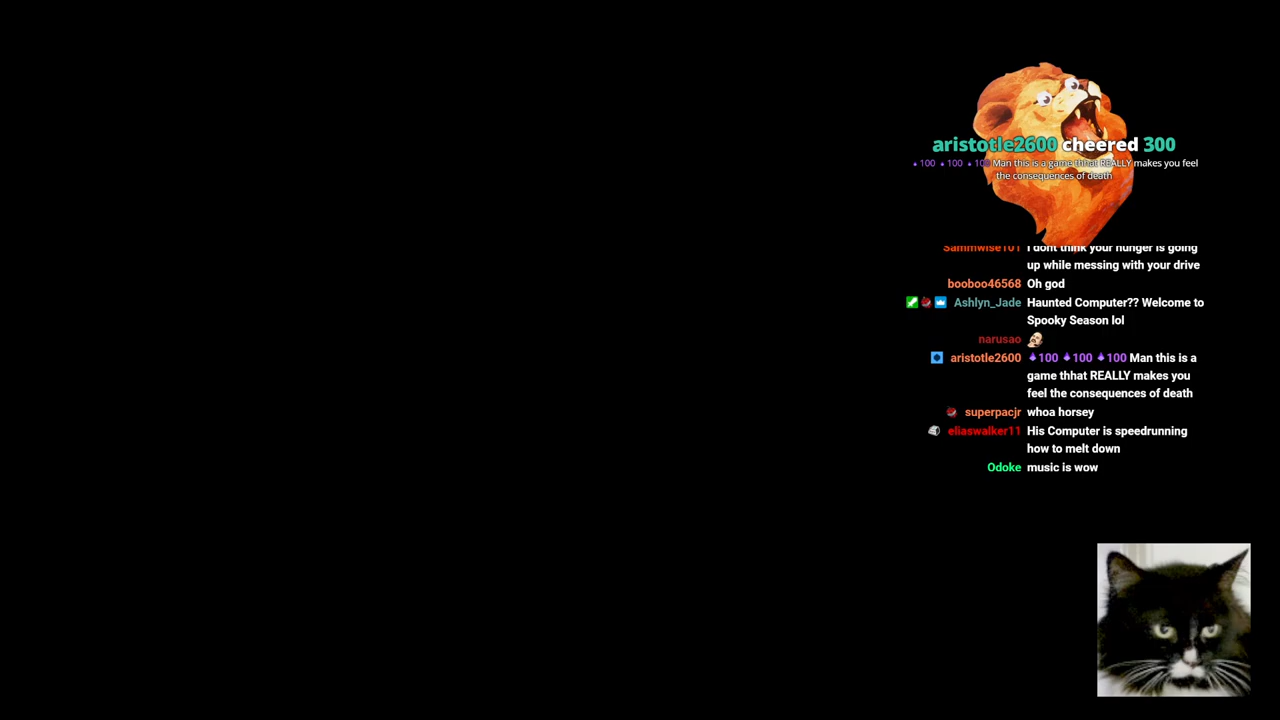 aristotle2600 cheered 300
100 100 100 Man this is a game thhat REALLY makes you feel
the consequences of death
Sammwise101 I dont think your hunger is going
up while messing with your drive
booboo46568 Oh god
Ashlyn_Jade Haunted Computer?? Welcome to
Spooky Season lol
narusao
aristotle2600 100 100 100 Man this is a
game thhat REALLY makes you
feel the consequences of death
superpacjr whoa horsey
eliaswalker11 His Computer is speedrunning
how to melt down
Odoke music is wow